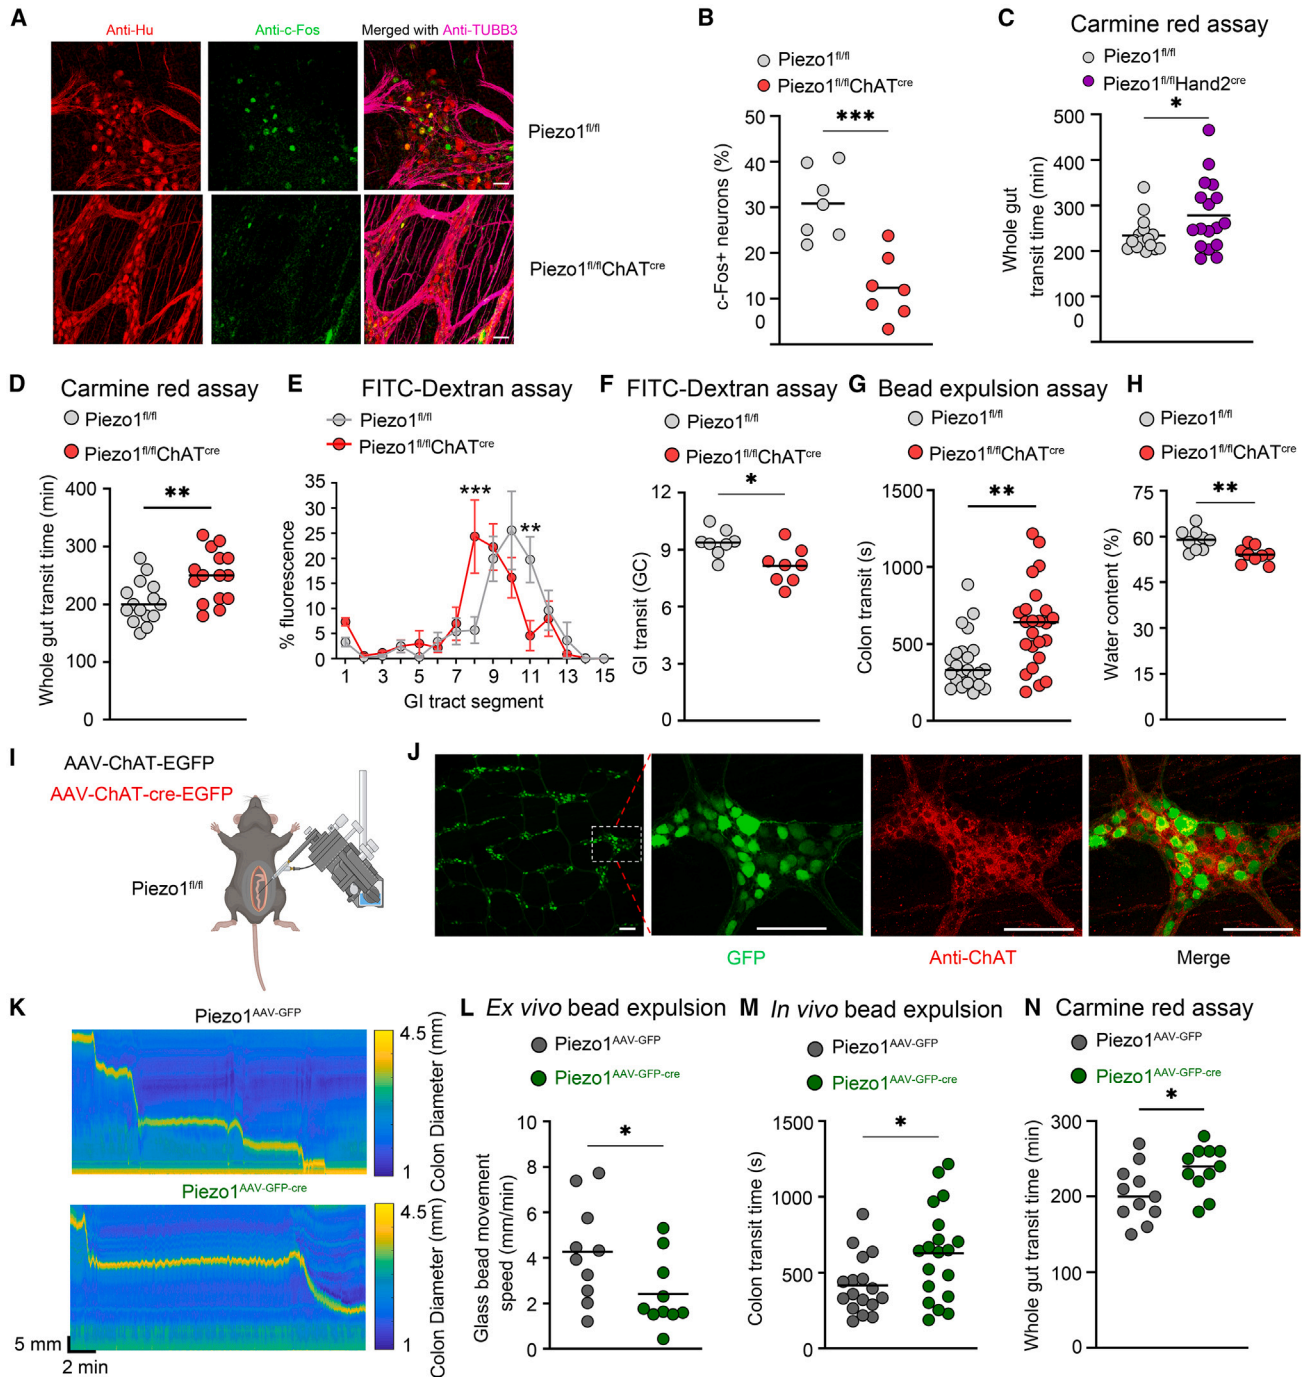 A
Anti-Hu
Anti-c-Fos
Merged with Anti-TUBB3
Piezo1fl/fl
Piezo1fl/flChATcre
B
Piezo1fl/fl
Piezo1fl/flChATcre
***
50
40
30
20
10
0
c-Fos+ neurons (%)
C
Carmine red assay
Piezo1fl/fl
Piezo1fl/flHand2cre
*
500
400
300
200
100
0
Whole gut
transit time (min)
D
Carmine red assay
Piezo1fl/fl
Piezo1fl/flChATcre
**
400
300
200
100
0
Whole gut transit time (min)
E
FITC-Dextran assay
Piezo1fl/fl
Piezo1fl/flChATcre
***
**
35
30
25
20
15
10
5
0
% fluorescence
1 3 5 7 9 11 13 15
GI tract segment
F
FITC-Dextran assay
Piezo1fl/fl
Piezo1fl/flChATcre
*
12
9
6
3
0
GI transit (GC)
G
Bead expulsion assay
Piezo1fl/fl
Piezo1fl/flChATcre
**
1500
1000
500
0
Colon transit (s)
H
Piezo1fl/fl
Piezo1fl/flChATcre
**
75
60
45
30
15
0
Water content (%)
I
AAV-ChAT-EGFP
AAV-ChAT-cre-EGFP
Piezo1fl/fl
J
GFP
Anti-ChAT
Merge
K
Piezo1AAV-GFP
4.5
1
Colon Diameter (mm)
Piezo1AAV-GFP-cre
4.5
1
Colon Diameter (mm)
5 mm
2 min
L
Ex vivo bead expulsion
Piezo1AAV-GFP
Piezo1AAV-GFP-cre
*
10
8
6
4
2
0
Glass bead movement
speed (mm/min)
M
In vivo bead expulsion
Piezo1AAV-GFP
Piezo1AAV-GFP-cre
*
1500
1000
500
0
Colon transit time (s)
N
Carmine red assay
Piezo1AAV-GFP
Piezo1AAV-GFP-cre
*
300
200
100
0
Whole gut transit time (min)